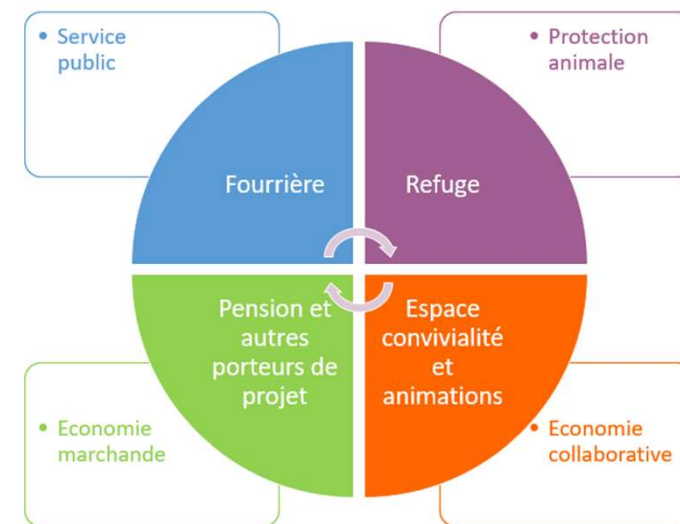 • Service
public
• Protection
animale
Fourrière
Refuge
Pension et
autres
porteurs de
projet
Espace
convivialité
et
animations
• Economie
marchande
• Economie
collaborative